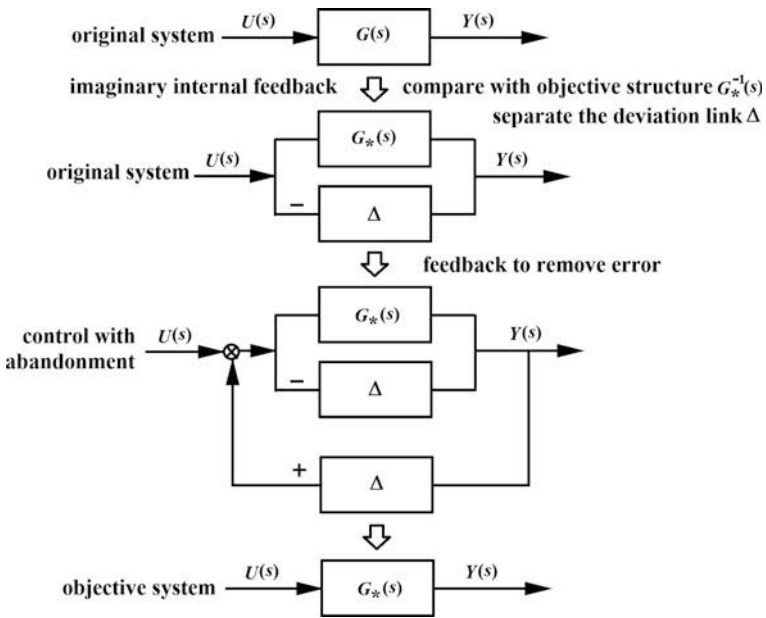 original system U(s) G(s) Y(s)
imaginary internal feedback compare with objective structure G*⁻¹(s)
separate the deviation link Δ
G*(s)
original system U(s) Y(s)
− Δ
feedback to remove error
G*(s)
control with abandonment U(s) Y(s)
− Δ
+ Δ
objective system U(s) G*(s) Y(s)